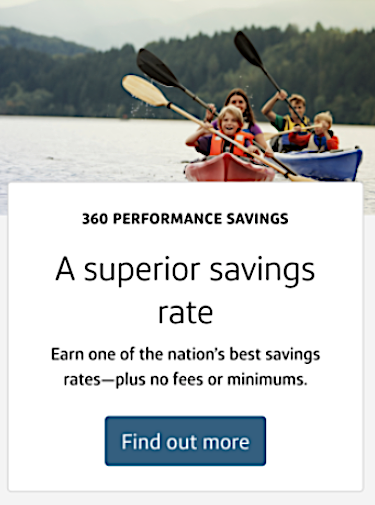 360 PERFORMANCE SAVINGS
A superior savings
rate
Earn one of the nation's best savings
rates—plus no fees or minimums.
Find out more